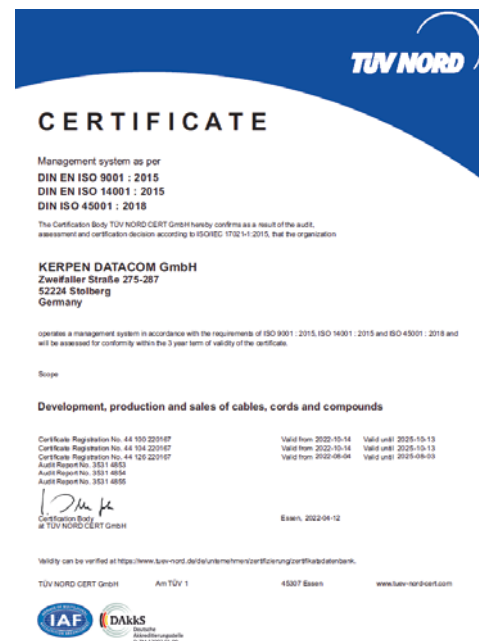 TÜV NORD
CERTIFICATE
Management system as per
DIN EN ISO 9001 : 2015
DIN EN ISO 14001 : 2015
DIN ISO 45001 : 2018
The Certification Body TÜV NORD CERT GmbH hereby confirms as a result of the audit,
assessment and certification decision according to ISO/IEC 17021-1:2015, that the organization
KERPEN DATACOM GmbH
Zweifaller Straße 275-287
52224 Stolberg
Germany
operates a management system in accordance with the requirements of ISO 9001 : 2015, ISO 14001 : 2015 and ISO 45001 : 2018 and
will be assessed for conformity within the 3 year term of validity of the certificate.
Scope
Development, production and sales of cables, cords and compounds
Certificate Registration No. 44 100 220167 Valid from 2022-10-14 Valid until 2025-10-13
Certificate Registration No. 44 104 220167 Valid from 2022-10-14 Valid until 2025-10-13
Certificate Registration No. 44 126 220167 Valid from 2022-08-04 Valid until 2025-08-03
Audit Report No. 3531 4853
Audit Report No. 3531 4854
Audit Report No. 3531 4855
Certification Body
at TÜV NORD CERT GmbH
Essen, 2022-04-12
Validity can be verified at https://www.tuev-nord.de/de/unternehmen/zertifizierung/zertifikatsdatenbank.
TÜV NORD CERT GmbH Am TÜV 1 45307 Essen www.tuev-nord-cert.com
IAF
DAkkS
Deutsche
Akkreditierungsstelle